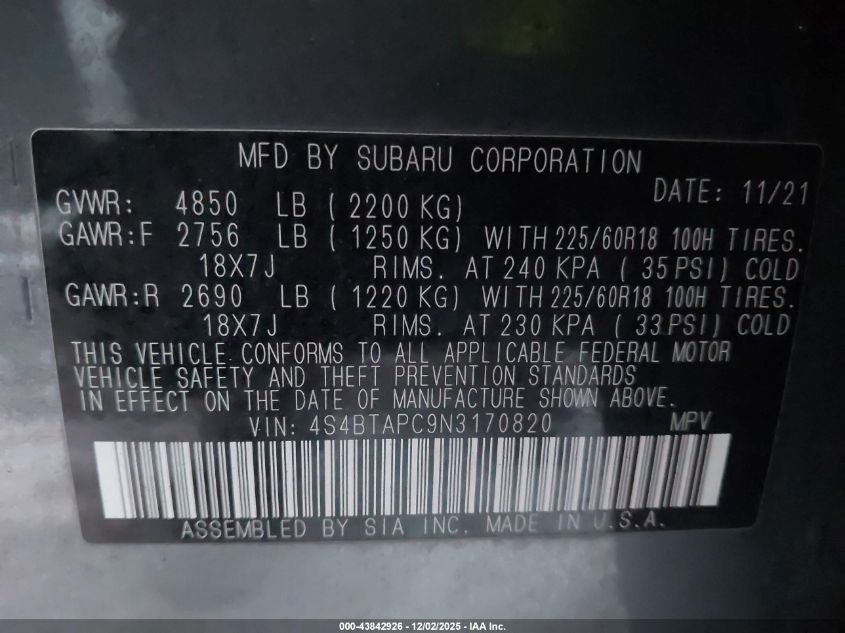 MFD BY SUBARU CORPORATION
DATE: 11/21
GVWR: 4850 LB ( 2200 KG)
GAWR:F 2756 LB ( 1250 KG) WITH 225/60R18 100H TIRES.
18X7J RIMS. AT 240 KPA ( 35 PSI) COLD
GAWR:R 2690 LB ( 1220 KG) WITH 225/60R18 100H TIRES.
18X7J RIMS. AT 230 KPA ( 33 PSI) COLD
THIS VEHICLE CONFORMS TO ALL APPLICABLE FEDERAL MOTOR
VEHICLE SAFETY AND THEFT PREVENTION STANDARDS
IN EFFECT ON THE DATE OF MANUFACTURE SHOWN ABOVE.
VIN: 4S4BTAPC9N3170820 MPV
ASSEMBLED BY SIA INC. MADE IN U.S.A.
000-43842926 - 12/02/2025 - IAA Inc.